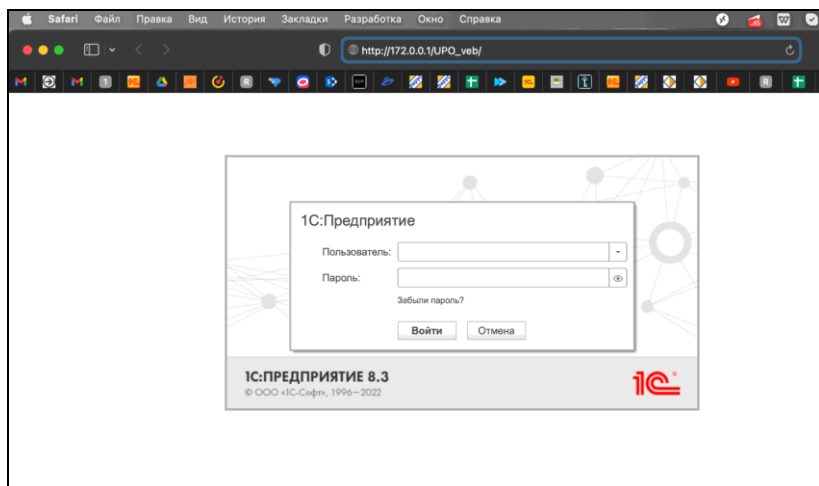 Safari Файл Правка Вид История Закладки Разработка Окно Справка
http://172.0.0.1/UPO_veb/
1С:Предприятие
Пользователь:
Пароль:
Забыли пароль?
Войти Отмена
1С:ПРЕДПРИЯТИЕ 8.3
© ООО «1С-Софт», 1996—2022
1С